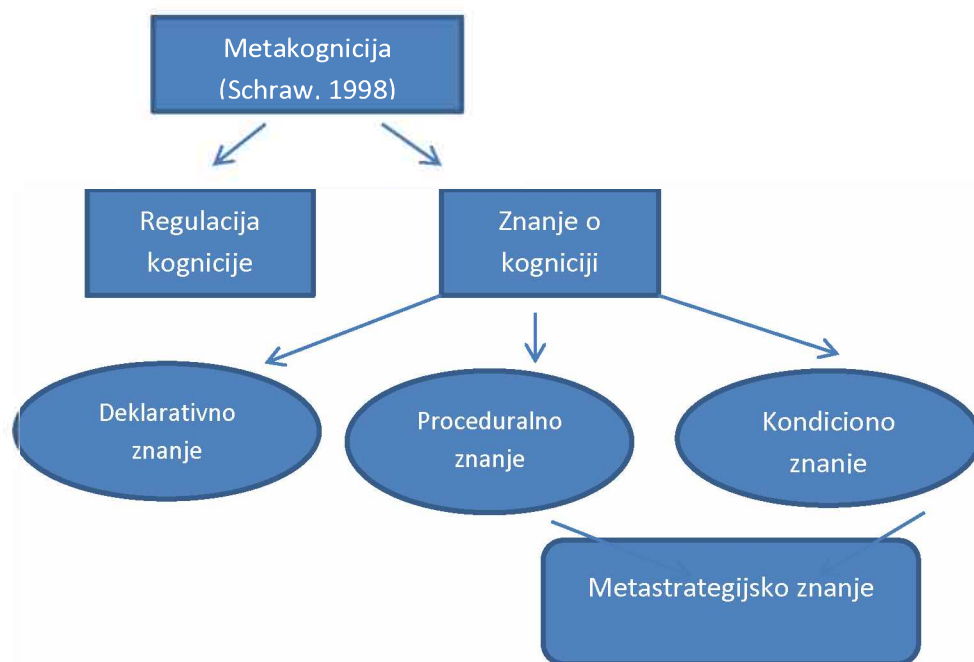 Metakognicija
(Schraw, 1998)
Regulacija
kognicije
Znanje o
kogniciji
Deklarativno
znanje
Proceduralno
znanje
Kondiciono
znanje
Metastrategijsko znanje